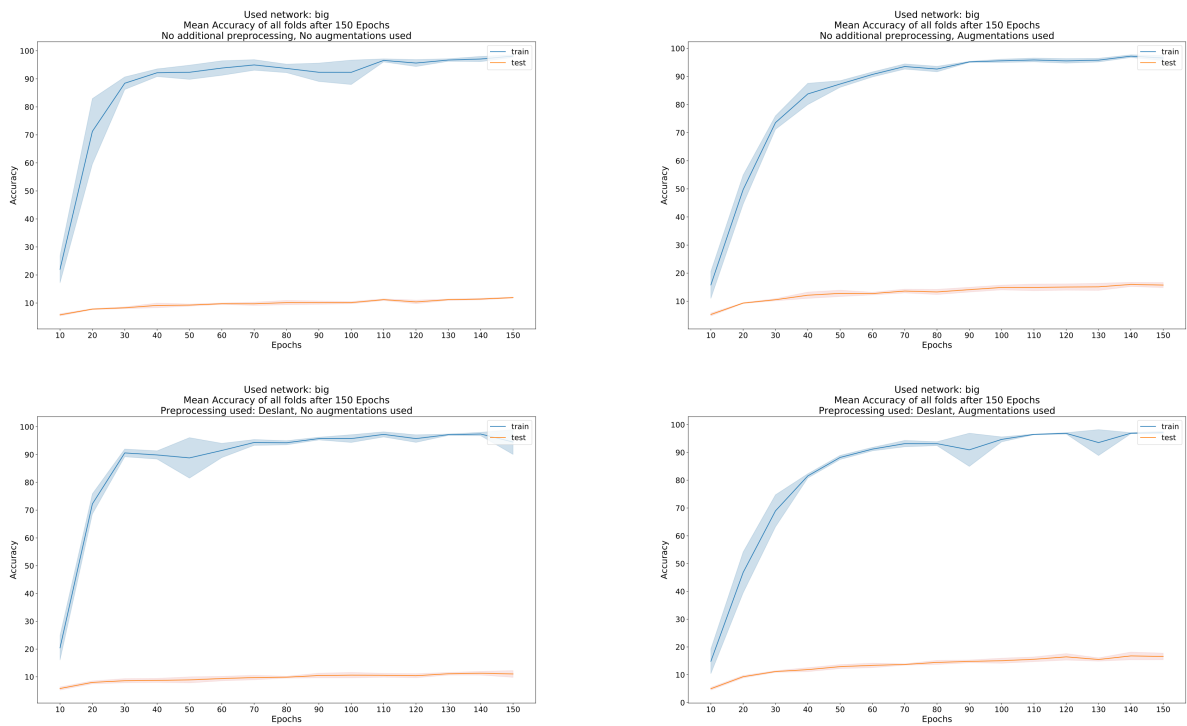 Used network: big
Mean Accuracy of all folds after 150 Epochs
No additional preprocessing, No augmentations used
100
90
80
70
60
50
40
30
20
10
Accuracy
10 20 30 40 50 60 70 80 90 100 110 120 130 140 150
Epochs
train
test
Used network: big
Mean Accuracy of all folds after 150 Epochs
No additional preprocessing, Augmentations used
100
90
80
70
60
50
40
30
20
10
Accuracy
10 20 30 40 50 60 70 80 90 100 110 120 130 140 150
Epochs
train
test
Used network: big
Mean Accuracy of all folds after 150 Epochs
Preprocessing used: Deslant, No augmentations used
100
90
80
70
60
50
40
30
20
10
Accuracy
10 20 30 40 50 60 70 80 90 100 110 120 130 140 150
Epochs
train
test
Used network: big
Mean Accuracy of all folds after 150 Epochs
Preprocessing used: Deslant, Augmentations used
100
90
80
70
60
50
40
30
20
10
0
Accuracy
10 20 30 40 50 60 70 80 90 100 110 120 130 140 150
Epochs
train
test